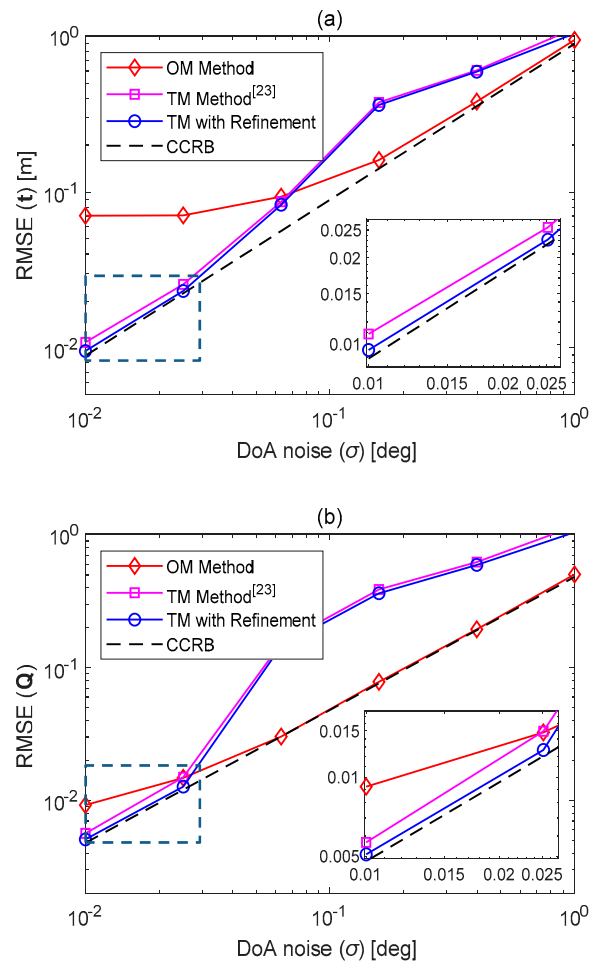 (a)
10^0
10^-1
10^-2
RMSE (t) [m]
OM Method
TM Method[23]
TM with Refinement
CCRB
0.025
0.02
0.015
0.01
0.01 0.015 0.02 0.025
10^-2 10^-1 10^0
DoA noise (σ) [deg]
(b)
10^0
10^-1
10^-2
RMSE (Q)
OM Method
TM Method[23]
TM with Refinement
CCRB
0.015
0.01
0.005
0.01 0.015 0.02 0.025
10^-2 10^-1 10^0
DoA noise (σ) [deg]